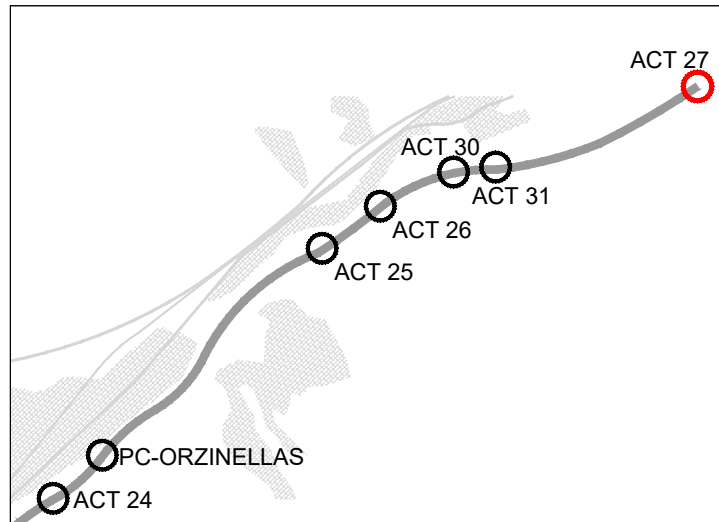 ACT 27
ACT 30
ACT 31
ACT 26
ACT 25
PC-ORZINELLAS
ACT 24